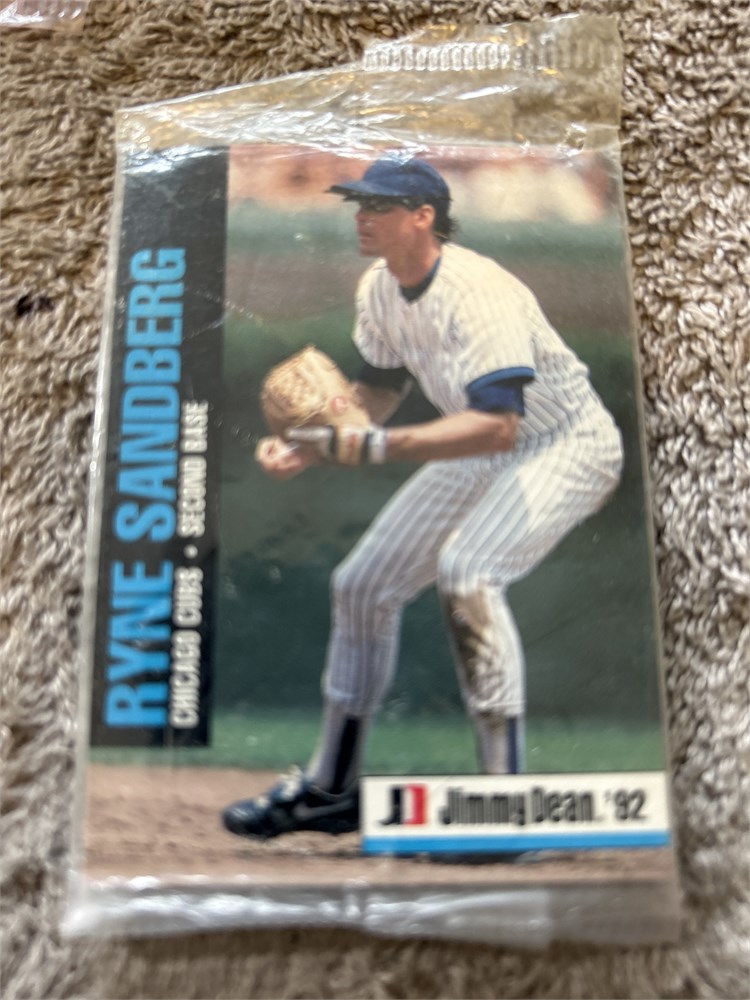 RYNE SANDBERG
CHICAGO CUBS • SECOND BASE
JD Jimmy Dean. '92